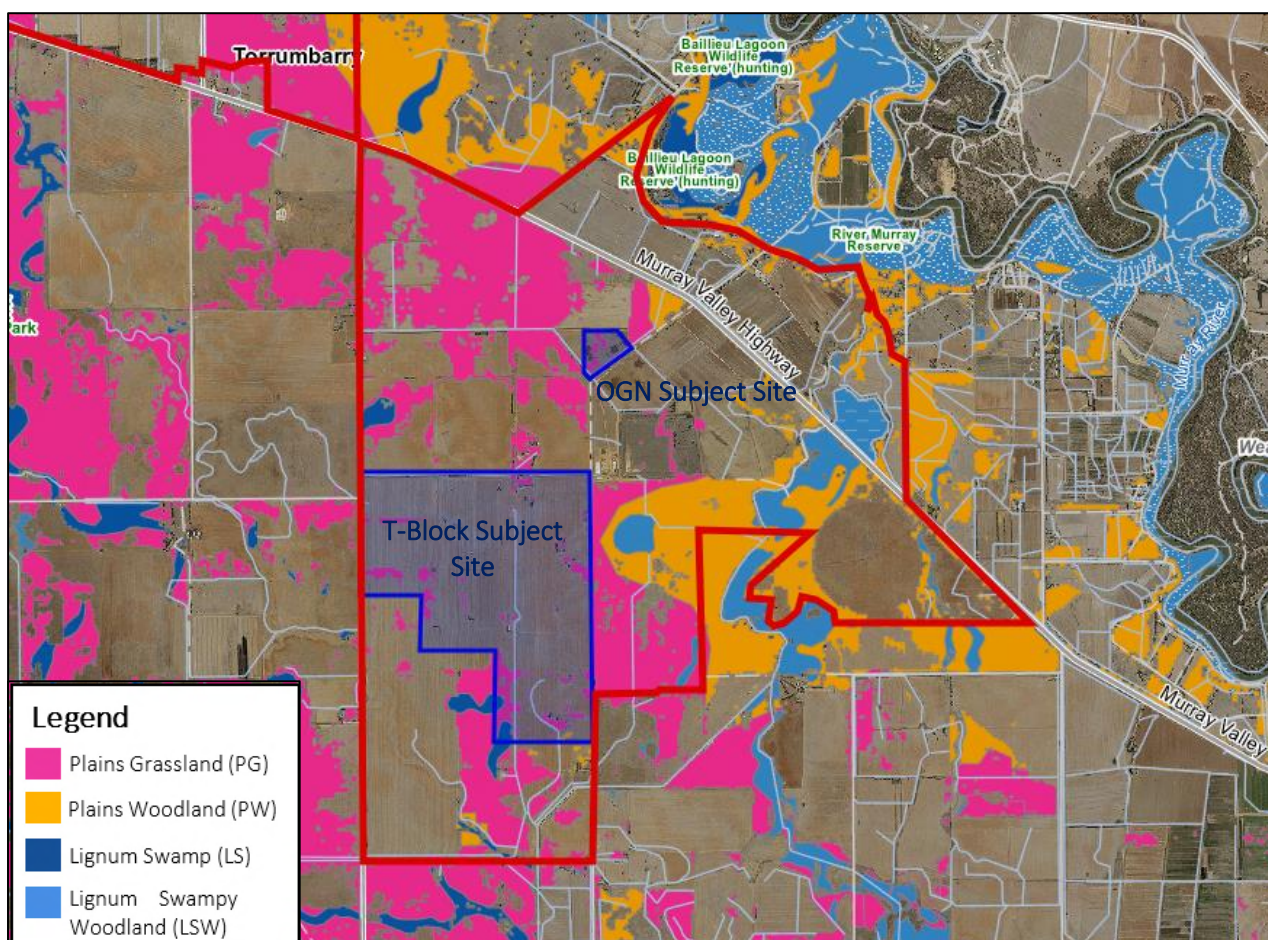 Torrumbarry
Baillieu Lagoon
Wildlife
Reserve (hunting)
Baillieu Lagoon
Wildlife
Reserve (hunting)
River Murray
Reserve
Murray Valley Highway
Park
Murray River
OGN Subject Site
Wea
T-Block Subject
Site
Murray Valley
Legend
Plains Grassland (PG)
Plains Woodland (PW)
Lignum Swamp (LS)
Lignum Swampy
Woodland (LSW)